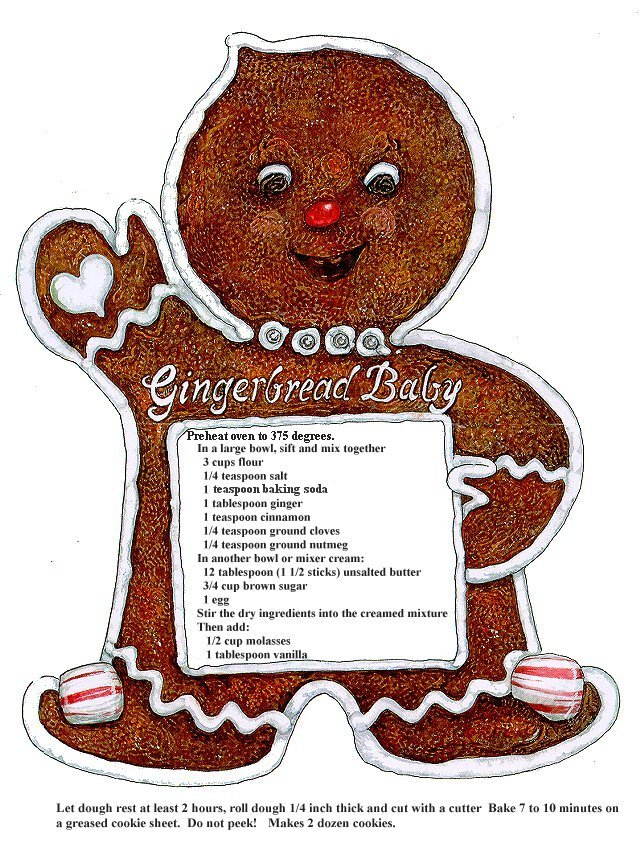 Gingerbread Baby
Preheat oven to 375 degrees.
In a large bowl, sift and mix together
3 cups flour
1/4 teaspoon salt
1 teaspoon baking soda
1 tablespoon ginger
1 teaspoon cinnamon
1/4 teaspoon ground cloves
1/4 teaspoon ground nutmeg
In another bowl or mixer cream:
12 tablespoon (1 1/2 sticks) unsalted butter
3/4 cup brown sugar
1 egg
Stir the dry ingredients into the creamed mixture
Then add:
1/2 cup molasses
1 tablespoon vanilla
Let dough rest at least 2 hours, roll dough 1/4 inch thick and cut with a cutter Bake 7 to 10 minutes on
a greased cookie sheet. Do not peek! Makes 2 dozen cookies.